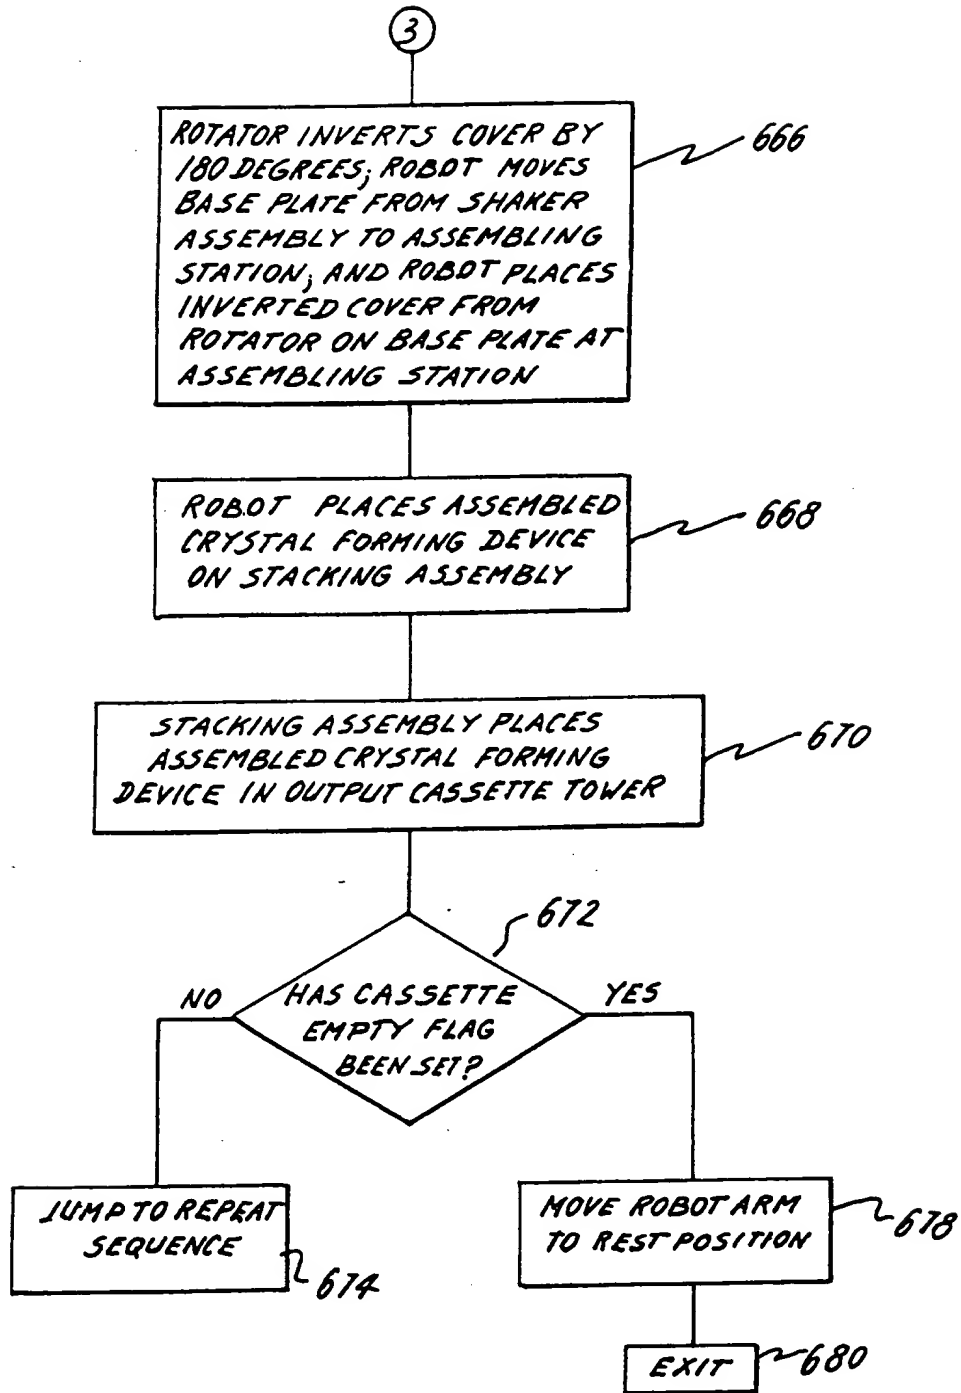 3
ROTATOR INVERTS COVER BY
180 DEGREES; ROBOT MOVES
BASE PLATE FROM SHAKER
ASSEMBLY TO ASSEMBLING
STATION; AND ROBOT PLACES
INVERTED COVER FROM
ROTATOR ON BASE PLATE AT
ASSEMBLING STATION
666
ROBOT PLACES ASSEMBLED
CRYSTAL FORMING DEVICE
ON STACKING ASSEMBLY
668
STACKING ASSEMBLY PLACES
ASSEMBLED CRYSTAL FORMING
DEVICE IN OUTPUT CASSETTE TOWER
670
672
HAS CASSETTE
EMPTY FLAG
BEEN SET?
NO
YES
JUMP TO REPEAT
SEQUENCE
674
MOVE ROBOT ARM
TO REST POSITION
678
EXIT
680